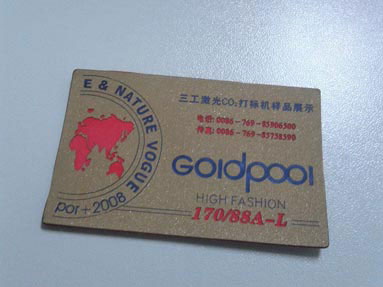 E & NATURE VOGUE
por+2008
三工激光CO₂打标机样品展示
电话: 0086-769-85906300
传真: 0086-769-83758390
GOldpOOl
HIGH FASHION
170/88A-L